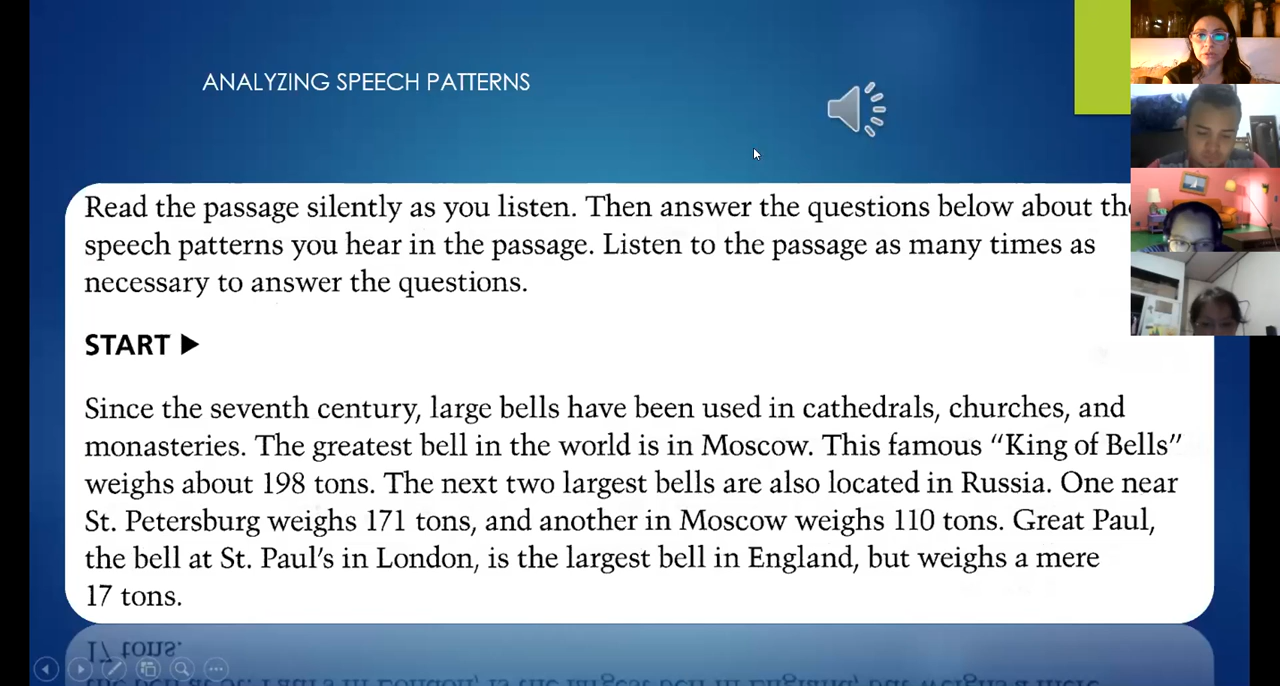 ANALYZING SPEECH PATTERNS
Read the passage silently as you listen. Then answer the questions below about the
speech patterns you hear in the passage. Listen to the passage as many times as
necessary to answer the questions.
START ▶
Since the seventh century, large bells have been used in cathedrals, churches, and
monasteries. The greatest bell in the world is in Moscow. This famous “King of Bells”
weighs about 198 tons. The next two largest bells are also located in Russia. One near
St. Petersburg weighs 171 tons, and another in Moscow weighs 110 tons. Great Paul,
the bell at St. Paul’s in London, is the largest bell in England, but weighs a mere
17 tons.